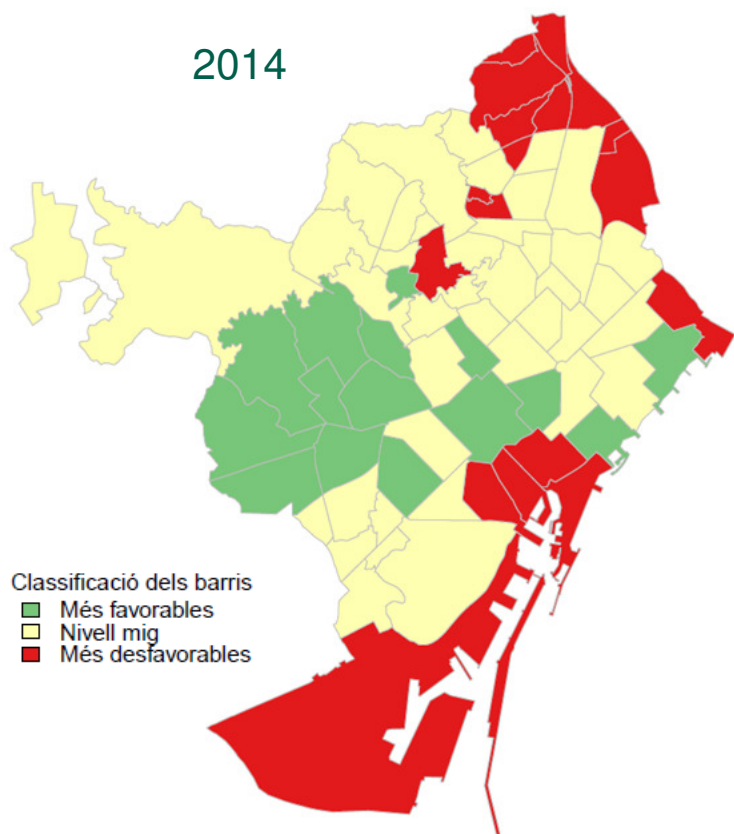 2014
Classificació dels barris
Més favorables
Nivell mig
Més desfavorables